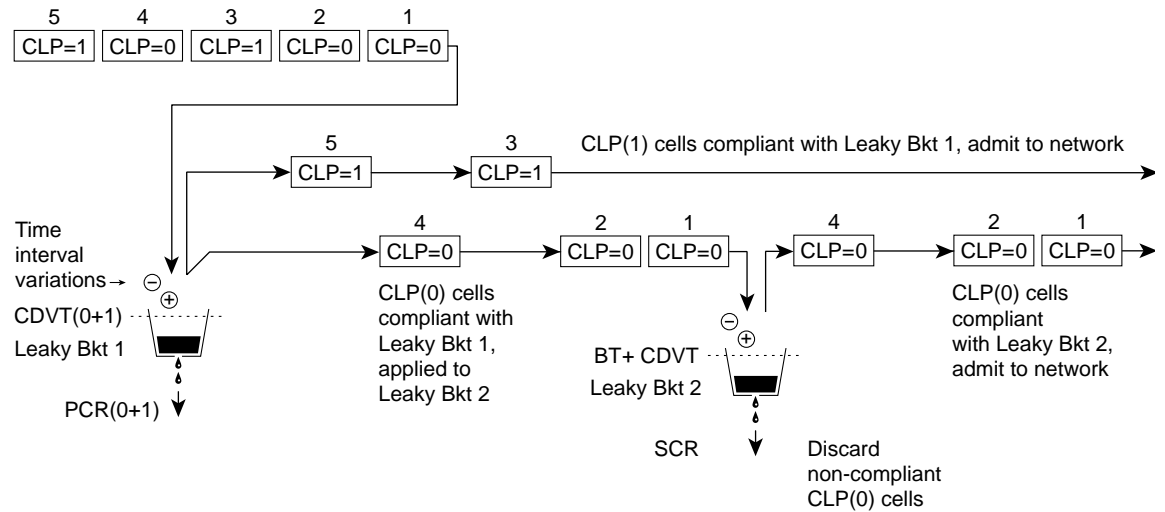 5 4 3 2 1
CLP=1 CLP=0 CLP=1 CLP=0 CLP=0
5 3
CLP=1 CLP=1
CLP(1) cells compliant with Leaky Bkt 1, admit to network
4 2 1 4 2 1
CLP=0 CLP=0 CLP=0 CLP=0 CLP=0 CLP=0
Time
interval
variations
− +
CDVT(0+1)
Leaky Bkt 1
PCR(0+1)
CLP(0) cells
compliant with
Leaky Bkt 1,
applied to
Leaky Bkt 2
− +
BT+ CDVT
Leaky Bkt 2
SCR
CLP(0) cells
compliant
with Leaky Bkt 2,
admit to network
Discard
non-compliant
CLP(0) cells